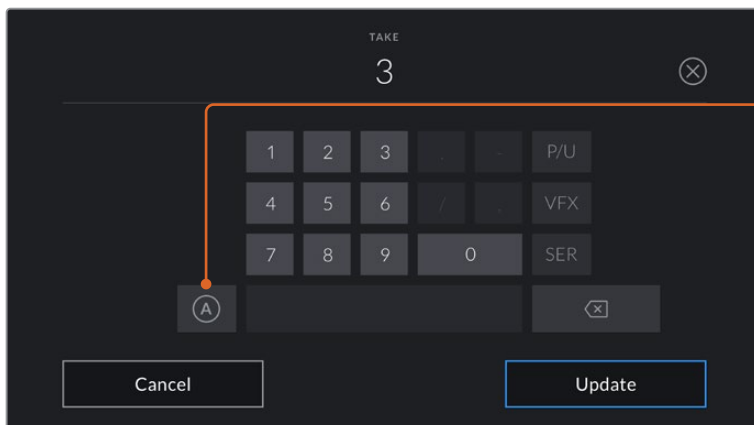 TAKE
3
1 2 3 . - P/U
4 5 6 / , VFX
7 8 9 0 SER
A
Cancel Update